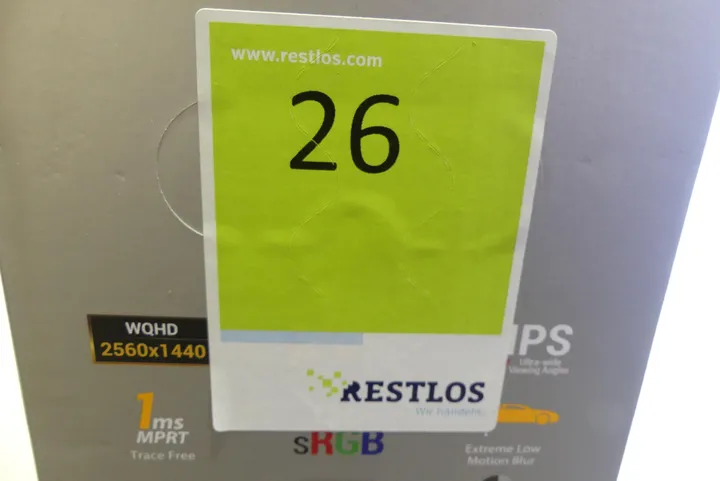 www.restlos.com
26
WQHD
2560x1440
IPS
Ultra-wide
Viewing Angles
RESTLOS
Wir handeln.
1ms
MPRT
Trace Free
sRGB
Extreme Low
Motion Blur